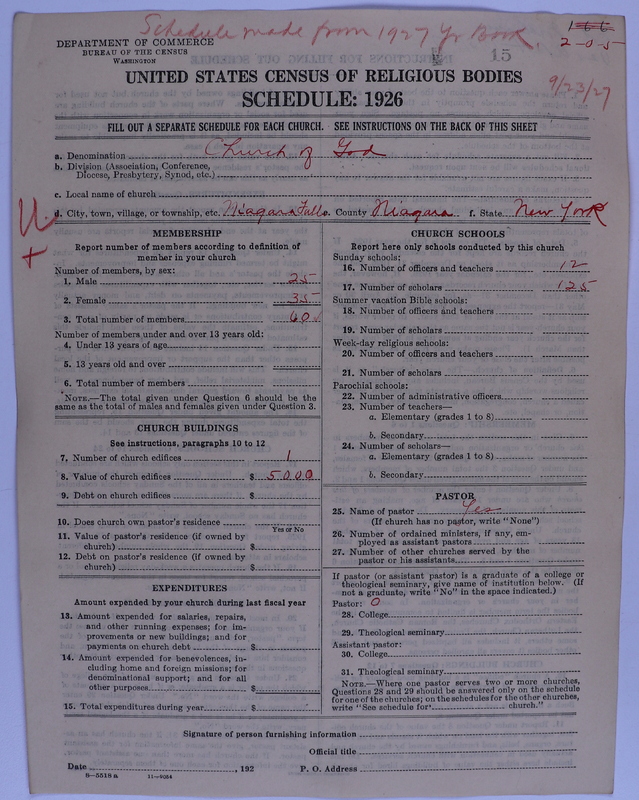 Schedule made from 1927 Yr Book.
DEPARTMENT OF COMMERCE
BUREAU OF THE CENSUS
WASHINGTON
15
166
2-0-5
UNITED STATES CENSUS OF RELIGIOUS BODIES
SCHEDULE: 1926
9/23/27
FILL OUT A SEPARATE SCHEDULE FOR EACH CHURCH. SEE INSTRUCTIONS ON THE BACK OF THIS SHEET
a. Denomination Church of God
b. Division (Association, Conference, Diocese, Presbytery, Synod, etc.)
c. Local name of church
d. City, town, village, or township, etc. Niagara Falls e. County Niagara f. State New York
MEMBERSHIP
Report number of members according to definition of member in your church
Number of members, by sex:
1. Male 25
2. Female 35
3. Total number of members 60
Number of members under and over 13 years old:
4. Under 13 years of age
5. 13 years old and over
6. Total number of members
NOTE.—The total given under Question 6 should be the same as the total of males and females given under Question 3.
CHURCH BUILDINGS
See instructions, paragraphs 10 to 12
7. Number of church edifices 1
8. Value of church edifices $ 5000
9. Debt on church edifices $
10. Does church own pastor's residence
Yes or No
11. Value of pastor's residence (if owned by church) $
12. Debt on pastor's residence (if owned by church) $
EXPENDITURES
Amount expended by your church during last fiscal year
13. Amount expended for salaries, repairs, and other running expenses; for improvements or new buildings; and for payments on church debt $
14. Amount expended for benevolences, including home and foreign missions; for denominational support; and for all other purposes $
15. Total expenditures during year $
CHURCH SCHOOLS
Report here only schools conducted by this church
Sunday schools:
16. Number of officers and teachers 12
17. Number of scholars 125
Summer vacation Bible schools:
18. Number of officers and teachers
19. Number of scholars
Week-day religious schools:
20. Number of officers and teachers
21. Number of scholars
Parochial schools:
22. Number of administrative officers
23. Number of teachers—
a. Elementary (grades 1 to 8)
b. Secondary
24. Number of scholars—
a. Elementary (grades 1 to 8)
b. Secondary
PASTOR
25. Name of pastor Yes
(If church has no pastor, write "None")
26. Number of ordained ministers, if any, employed as assistant pastors
27. Number of other churches served by the pastor or his assistants
If pastor (or assistant pastor) is a graduate of a college or theological seminary, give name of institution below. (If not a graduate, write "No" in the space indicated.)
Pastor: 0
28. College
29. Theological seminary
Assistant pastor:
30. College
31. Theological seminary
NOTE.—Where one pastor serves two or more churches, Questions 28 and 29 should be answered only on the schedule for one of the churches; on the schedules for the other churches, write "See schedule for church."
Signature of person furnishing information
Official title
Date , 192 P. O. Address
8-5518a 11-9034